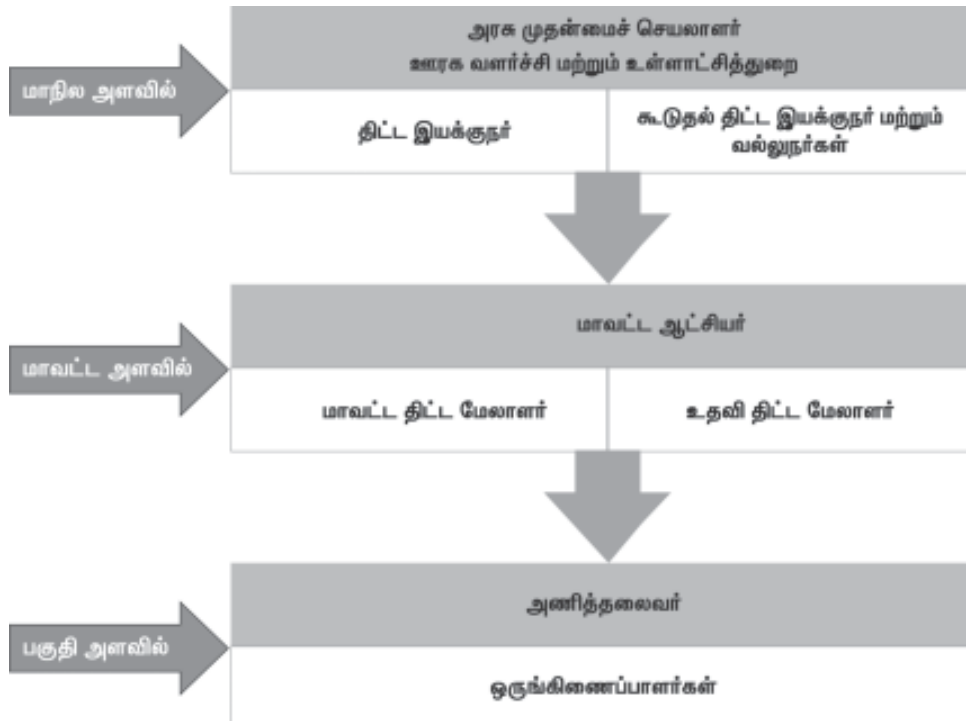 அரசு முதன்மைச் செயலாளர்
ஊரக வளர்ச்சி மற்றும் உள்ளாட்சித்துறை
மாநில அளவில்
திட்ட இயக்குநர்
கூடுதல் திட்ட இயக்குநர் மற்றும்
வல்லுநர்கள்
மாவட்ட ஆட்சியர்
மாவட்ட அளவில்
மாவட்ட திட்ட மேலாளர்
உதவி திட்ட மேலாளர்
அணித்தலைவர்
பகுதி அளவில்
ஒருங்கிணைப்பாளர்கள்